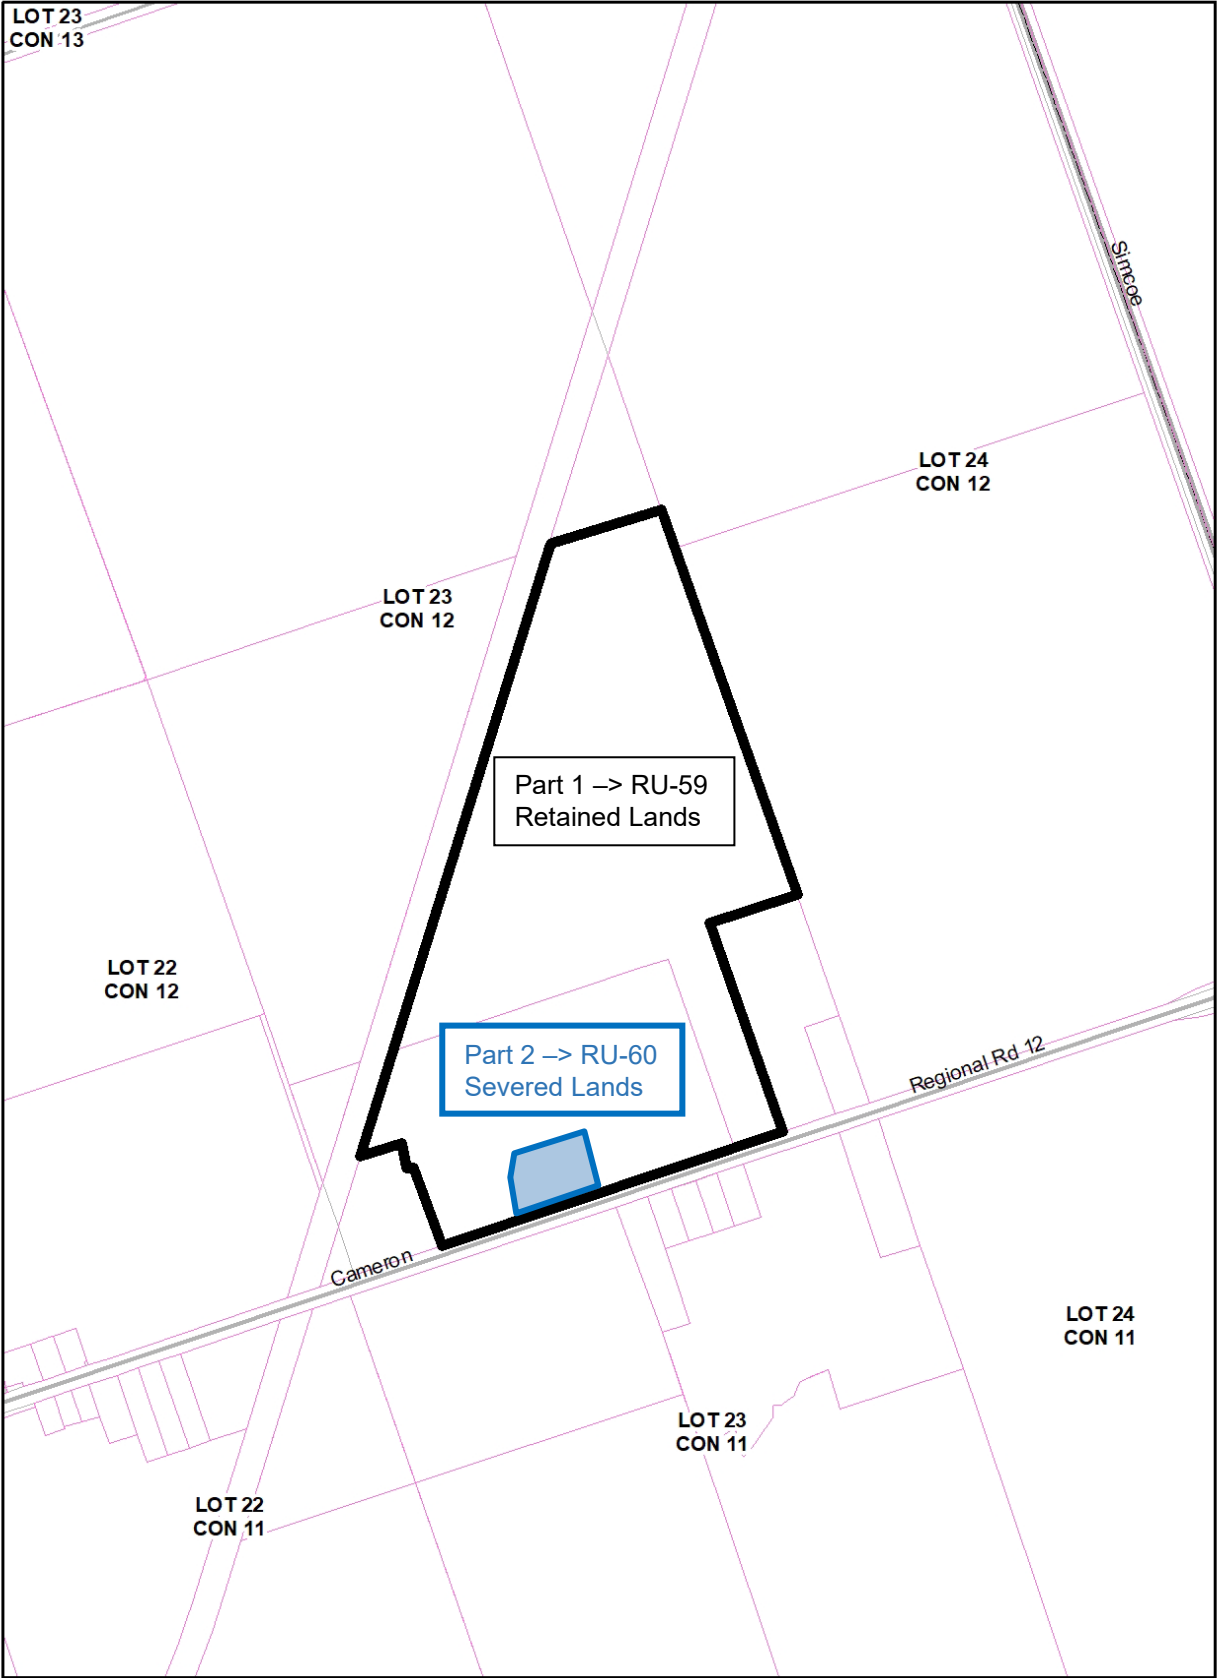 LOT 23
CON 13
Simcoe
LOT 24
CON 12
LOT 23
CON 12
Part 1 –> RU-59
Retained Lands
LOT 22
CON 12
Part 2 –> RU-60
Severed Lands
Regional Rd 12
Cameron
LOT 24
CON 11
LOT 23
CON 11
LOT 22
CON 11